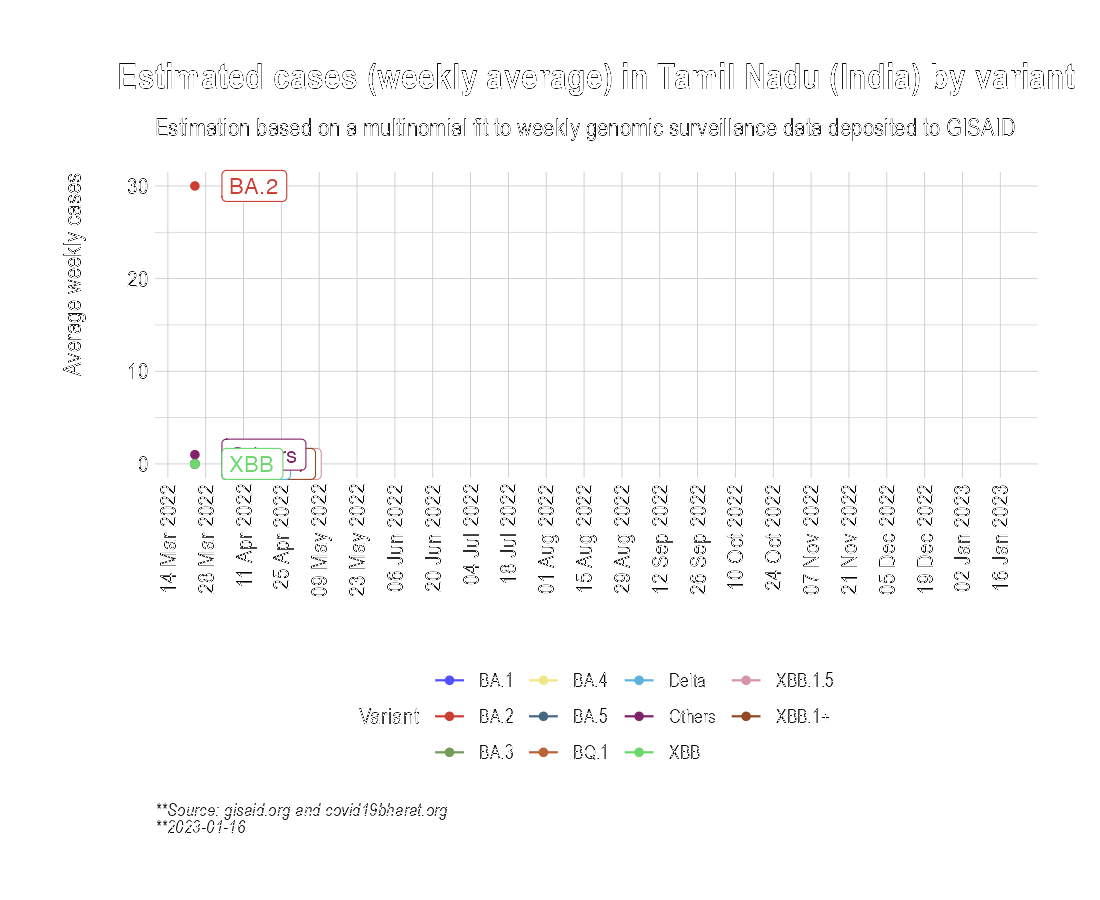 Estimated cases (weekly average) in Tamil Nadu (India) by variant
Estimation based on a multinomial fit to weekly genomic surveillance data deposited to GISAID
Average weekly cases
30
20
10
0
BA.2
rs
XBB
14 Mar 2022
28 Mar 2022
11 Apr 2022
25 Apr 2022
09 May 2022
23 May 2022
06 Jun 2022
20 Jun 2022
04 Jul 2022
18 Jul 2022
01 Aug 2022
15 Aug 2022
29 Aug 2022
12 Sep 2022
26 Sep 2022
10 Oct 2022
24 Oct 2022
07 Nov 2022
21 Nov 2022
05 Dec 2022
19 Dec 2022
02 Jan 2023
16 Jan 2023
Variant
BA.1 BA.4 Delta XBB.1.5
BA.2 BA.5 Others XBB.1+
BA.3 BQ.1 XBB
**Source: gisaid.org and covid19bharat.org
**2023-01-16